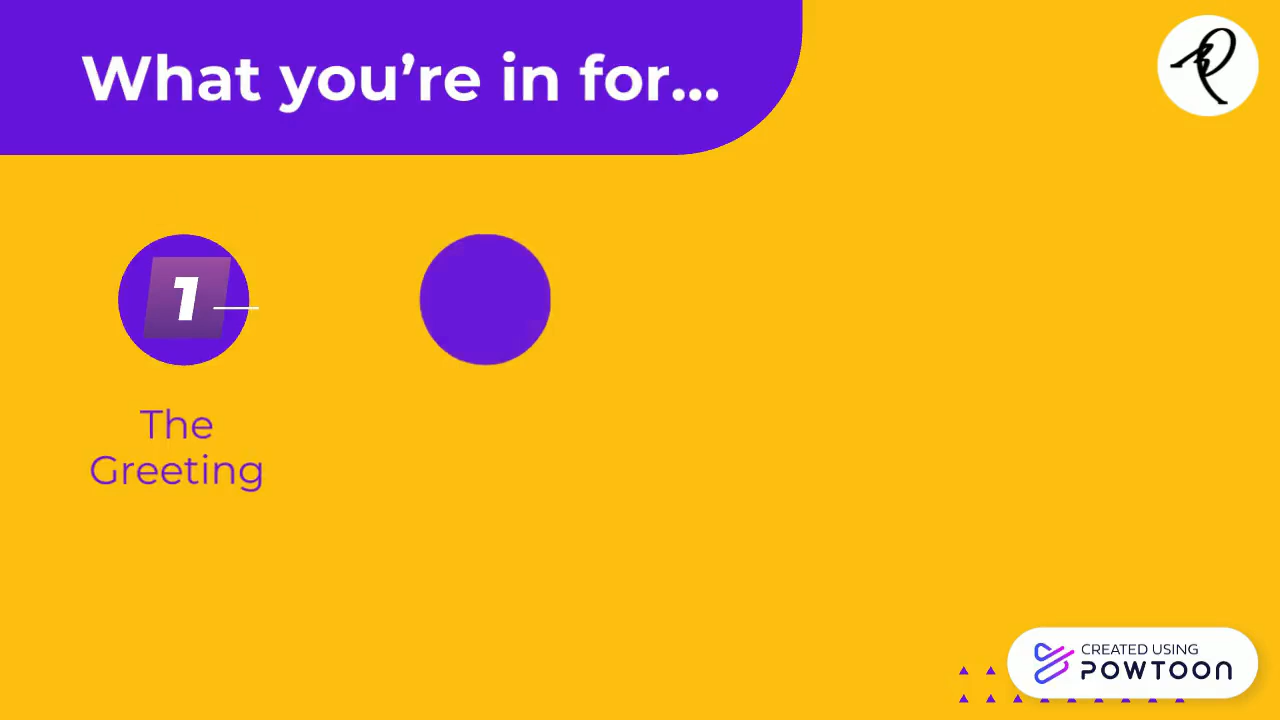 What you’re in for...
1
The
Greeting
CREATED USING
POWTOON